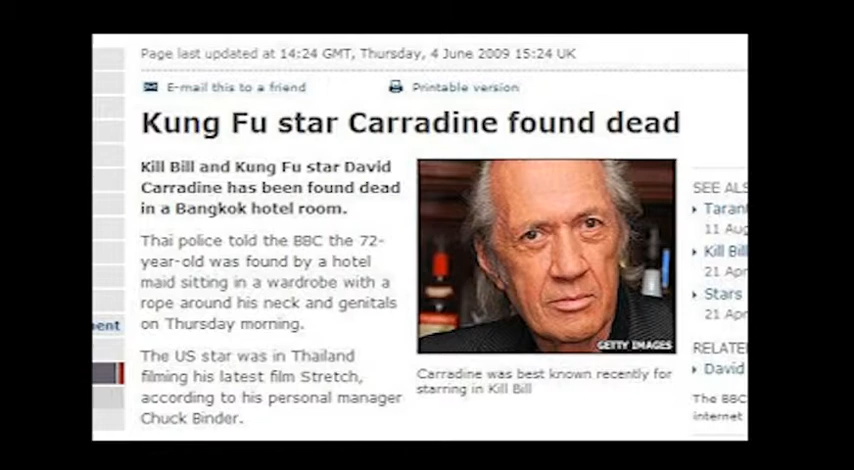 Page last updated at 14:24 GMT, Thursday, 4 June 2009 15:24 UK
E-mail this to a friend
Printable version
Kung Fu star Carradine found dead
Kill Bill and Kung Fu star David
Carradine has been found dead
in a Bangkok hotel room.
Thai police told the BBC the 72-
year-old was found by a hotel
maid sitting in a wardrobe with a
rope around his neck and genitals
on Thursday morning.
The US star was in Thailand
filming his latest film Stretch,
according to his personal manager
Chuck Binder.
GETTY IMAGES
Carradine was best known recently for
starring in Kill Bill
SEE ALS
Tarant
11 Aug
Kill Bill
21 Apr
Stars
21 Apr
RELATE
David
The BBC
internet
ent